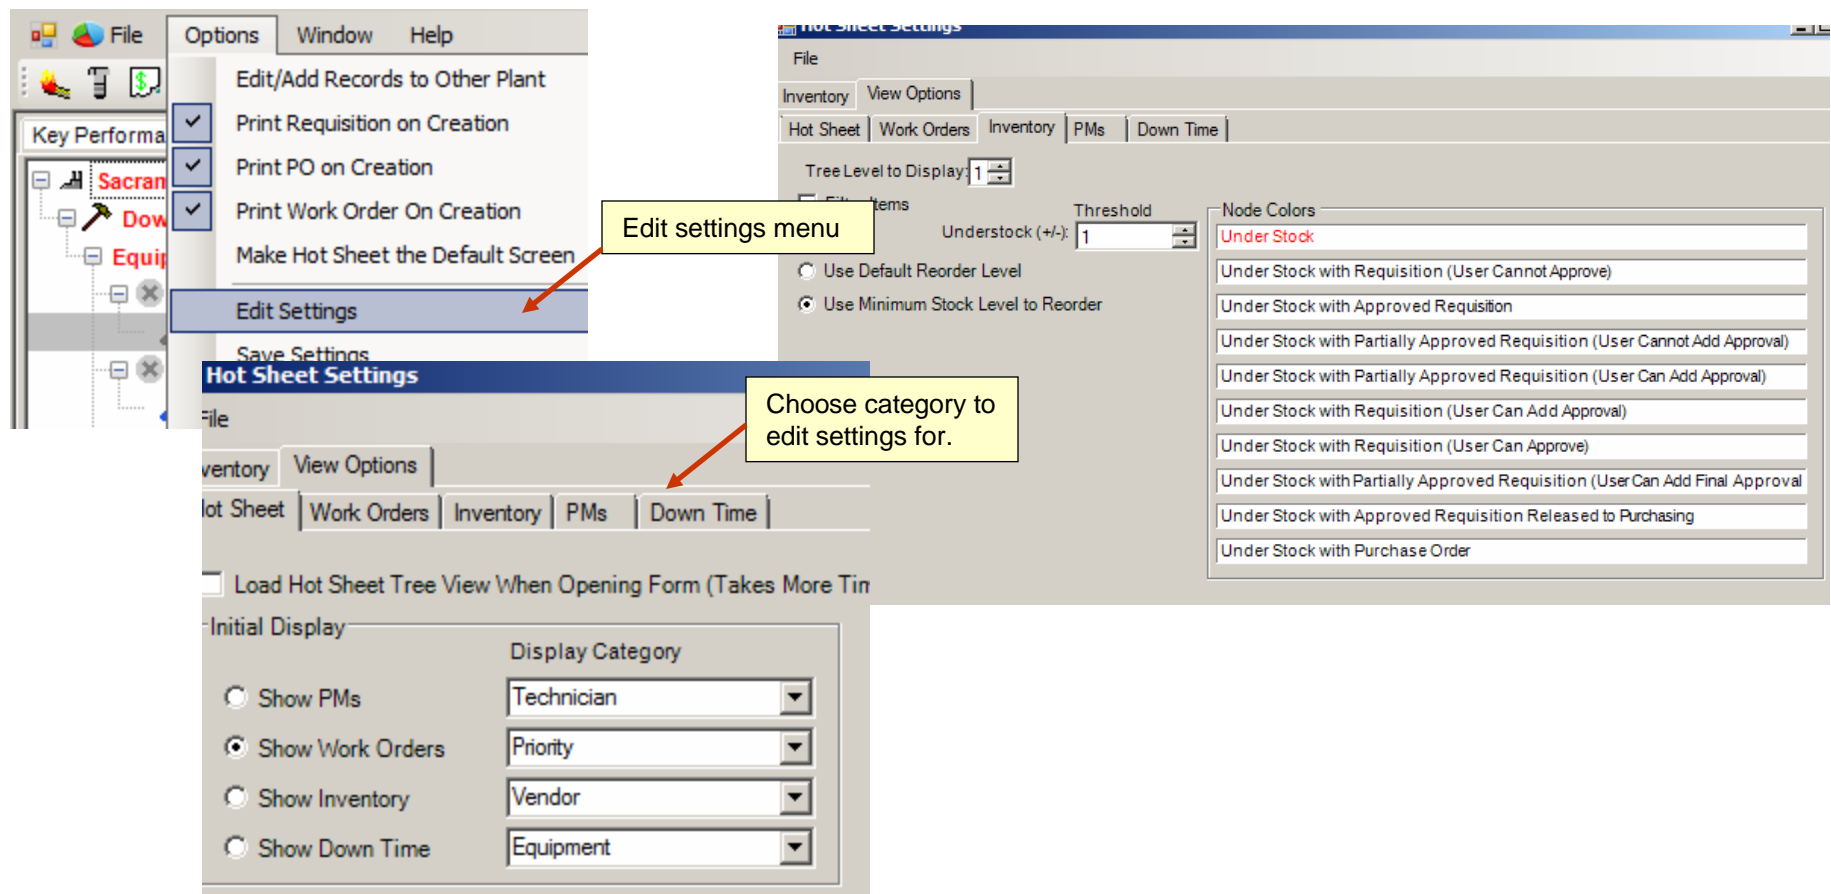 File Options Window Help
Edit/Add Records to Other Plant
Print Requisition on Creation
Print PO on Creation
Print Work Order On Creation
Make Hot Sheet the Default Screen
Edit Settings
Save Settings
Key Performa
Sacram
Dow
Equip
Edit settings menu
Hot Sheet Settings
File
ventory View Options
ot Sheet Work Orders Inventory PMs Down Time
Choose category to
edit settings for.
Load Hot Sheet Tree View When Opening Form (Takes More Tim
Initial Display
Display Category
Show PMs Technician
Show Work Orders Priority
Show Inventory Vendor
Show Down Time Equipment
Hot Sheet Settings
File
Inventory View Options
Hot Sheet Work Orders Inventory PMs Down Time
Tree Level to Display: 1
Items
Threshold
Understock (+/-): 1
Use Default Reorder Level
Use Minimum Stock Level to Reorder
Node Colors
Under Stock
Under Stock with Requisition (User Cannot Approve)
Under Stock with Approved Requisition
Under Stock with Partially Approved Requisition (User Cannot Add Approval)
Under Stock with Partially Approved Requisition (User Can Add Approval)
Under Stock with Requisition (User Can Add Approval)
Under Stock with Requisition (User Can Approve)
Under Stock with Partially Approved Requisition (User Can Add Final Approval
Under Stock with Approved Requisition Released to Purchasing
Under Stock with Purchase Order